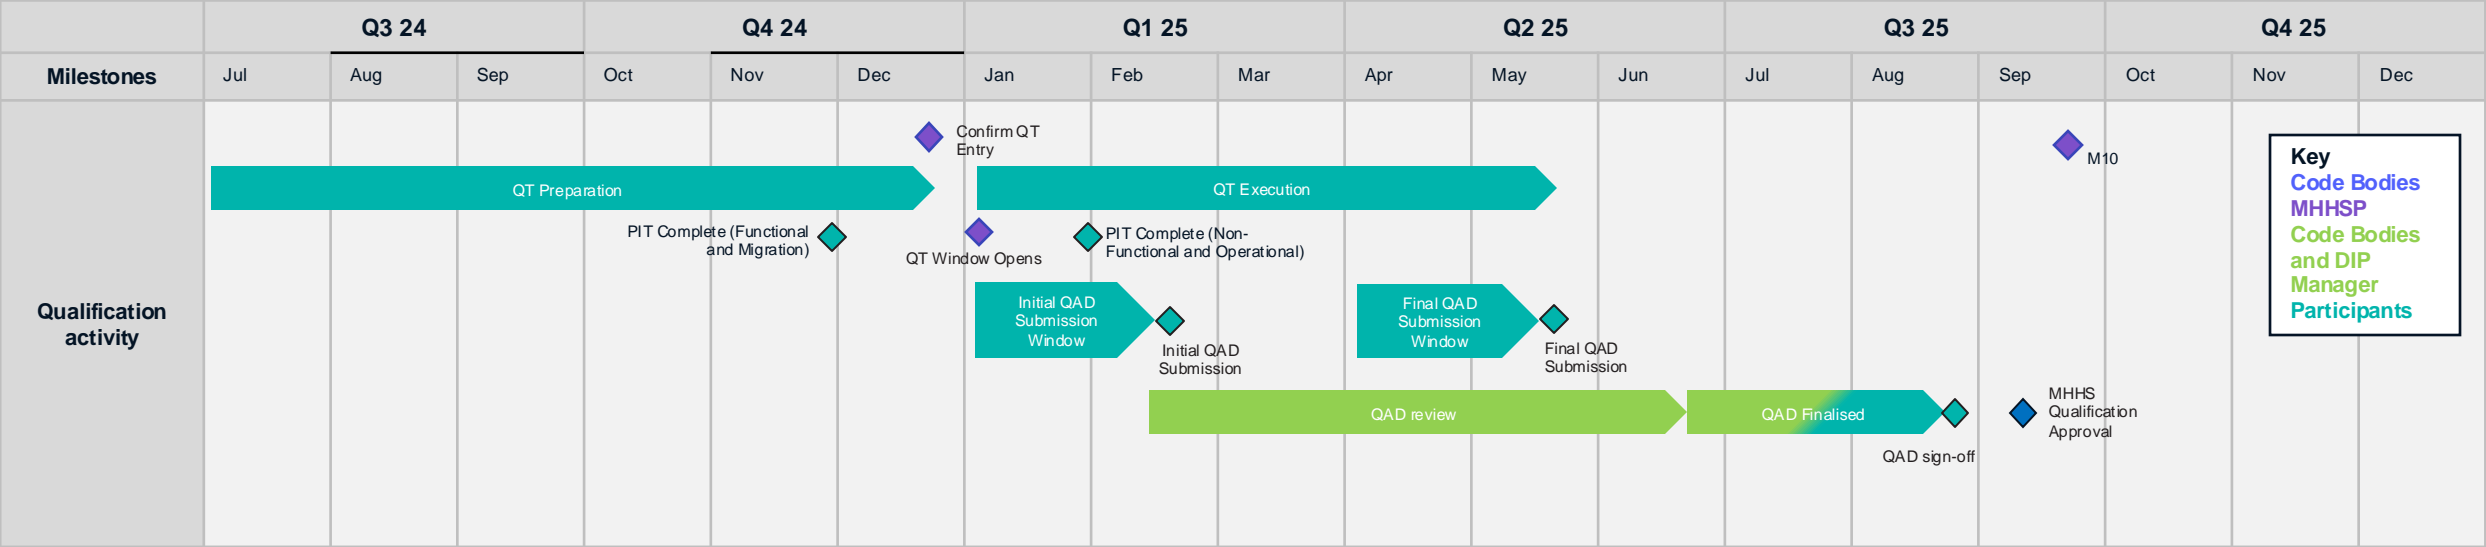 Q3 24
Q4 24
Q1 25
Q2 25
Q3 25
Q4 25
Milestones
Jul
Aug
Sep
Oct
Nov
Dec
Jan
Feb
Mar
Apr
May
Jun
Jul
Aug
Sep
Oct
Nov
Dec
Qualification
activity
Confirm QT
Entry
M10
QT Preparation
QT Execution
PIT Complete (Functional
and Migration)
QT Window Opens
PIT Complete (Non-
Functional and Operational)
Initial QAD
Submission
Window
Initial QAD
Submission
Final QAD
Submission
Window
Final QAD
Submission
QAD review
QAD Finalised
QAD sign-off
MHHS
Qualification
Approval
Key
Code Bodies
MHHSP
Code Bodies
and DIP
Manager
Participants